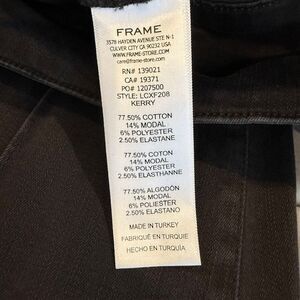 FRAME
3578 HAYDEN AVENUE STE N-1
CULVER CITY CA 90232 USA
WWW.FRAME-STORE.COM
care@frame-store.com
RN# 139021
CA# 19371
PO# 1207500
STYLE: LCXF208
KERRY
77.50% COTTON
14% MODAL
6% POLYESTER
2.50% ELASTANE
77.50% COTON
14% MODAL
6% POLYESTER
2.50% ELASTHANNE
77.50% ALGODÓN
14% MODAL
6% POLIESTER
2.50% ELASTANO
MADE IN TURKEY
FABRIQUÉ EN TURQUIE
HECHO EN TURQUÍA